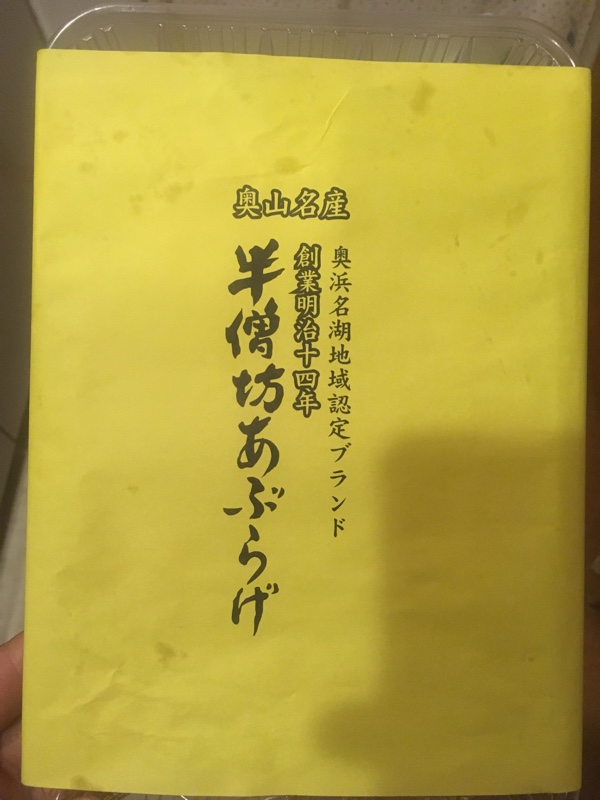 奥山名産
奥浜名湖地域認定ブランド
創業明治十四年
半僧坊あぶらげ